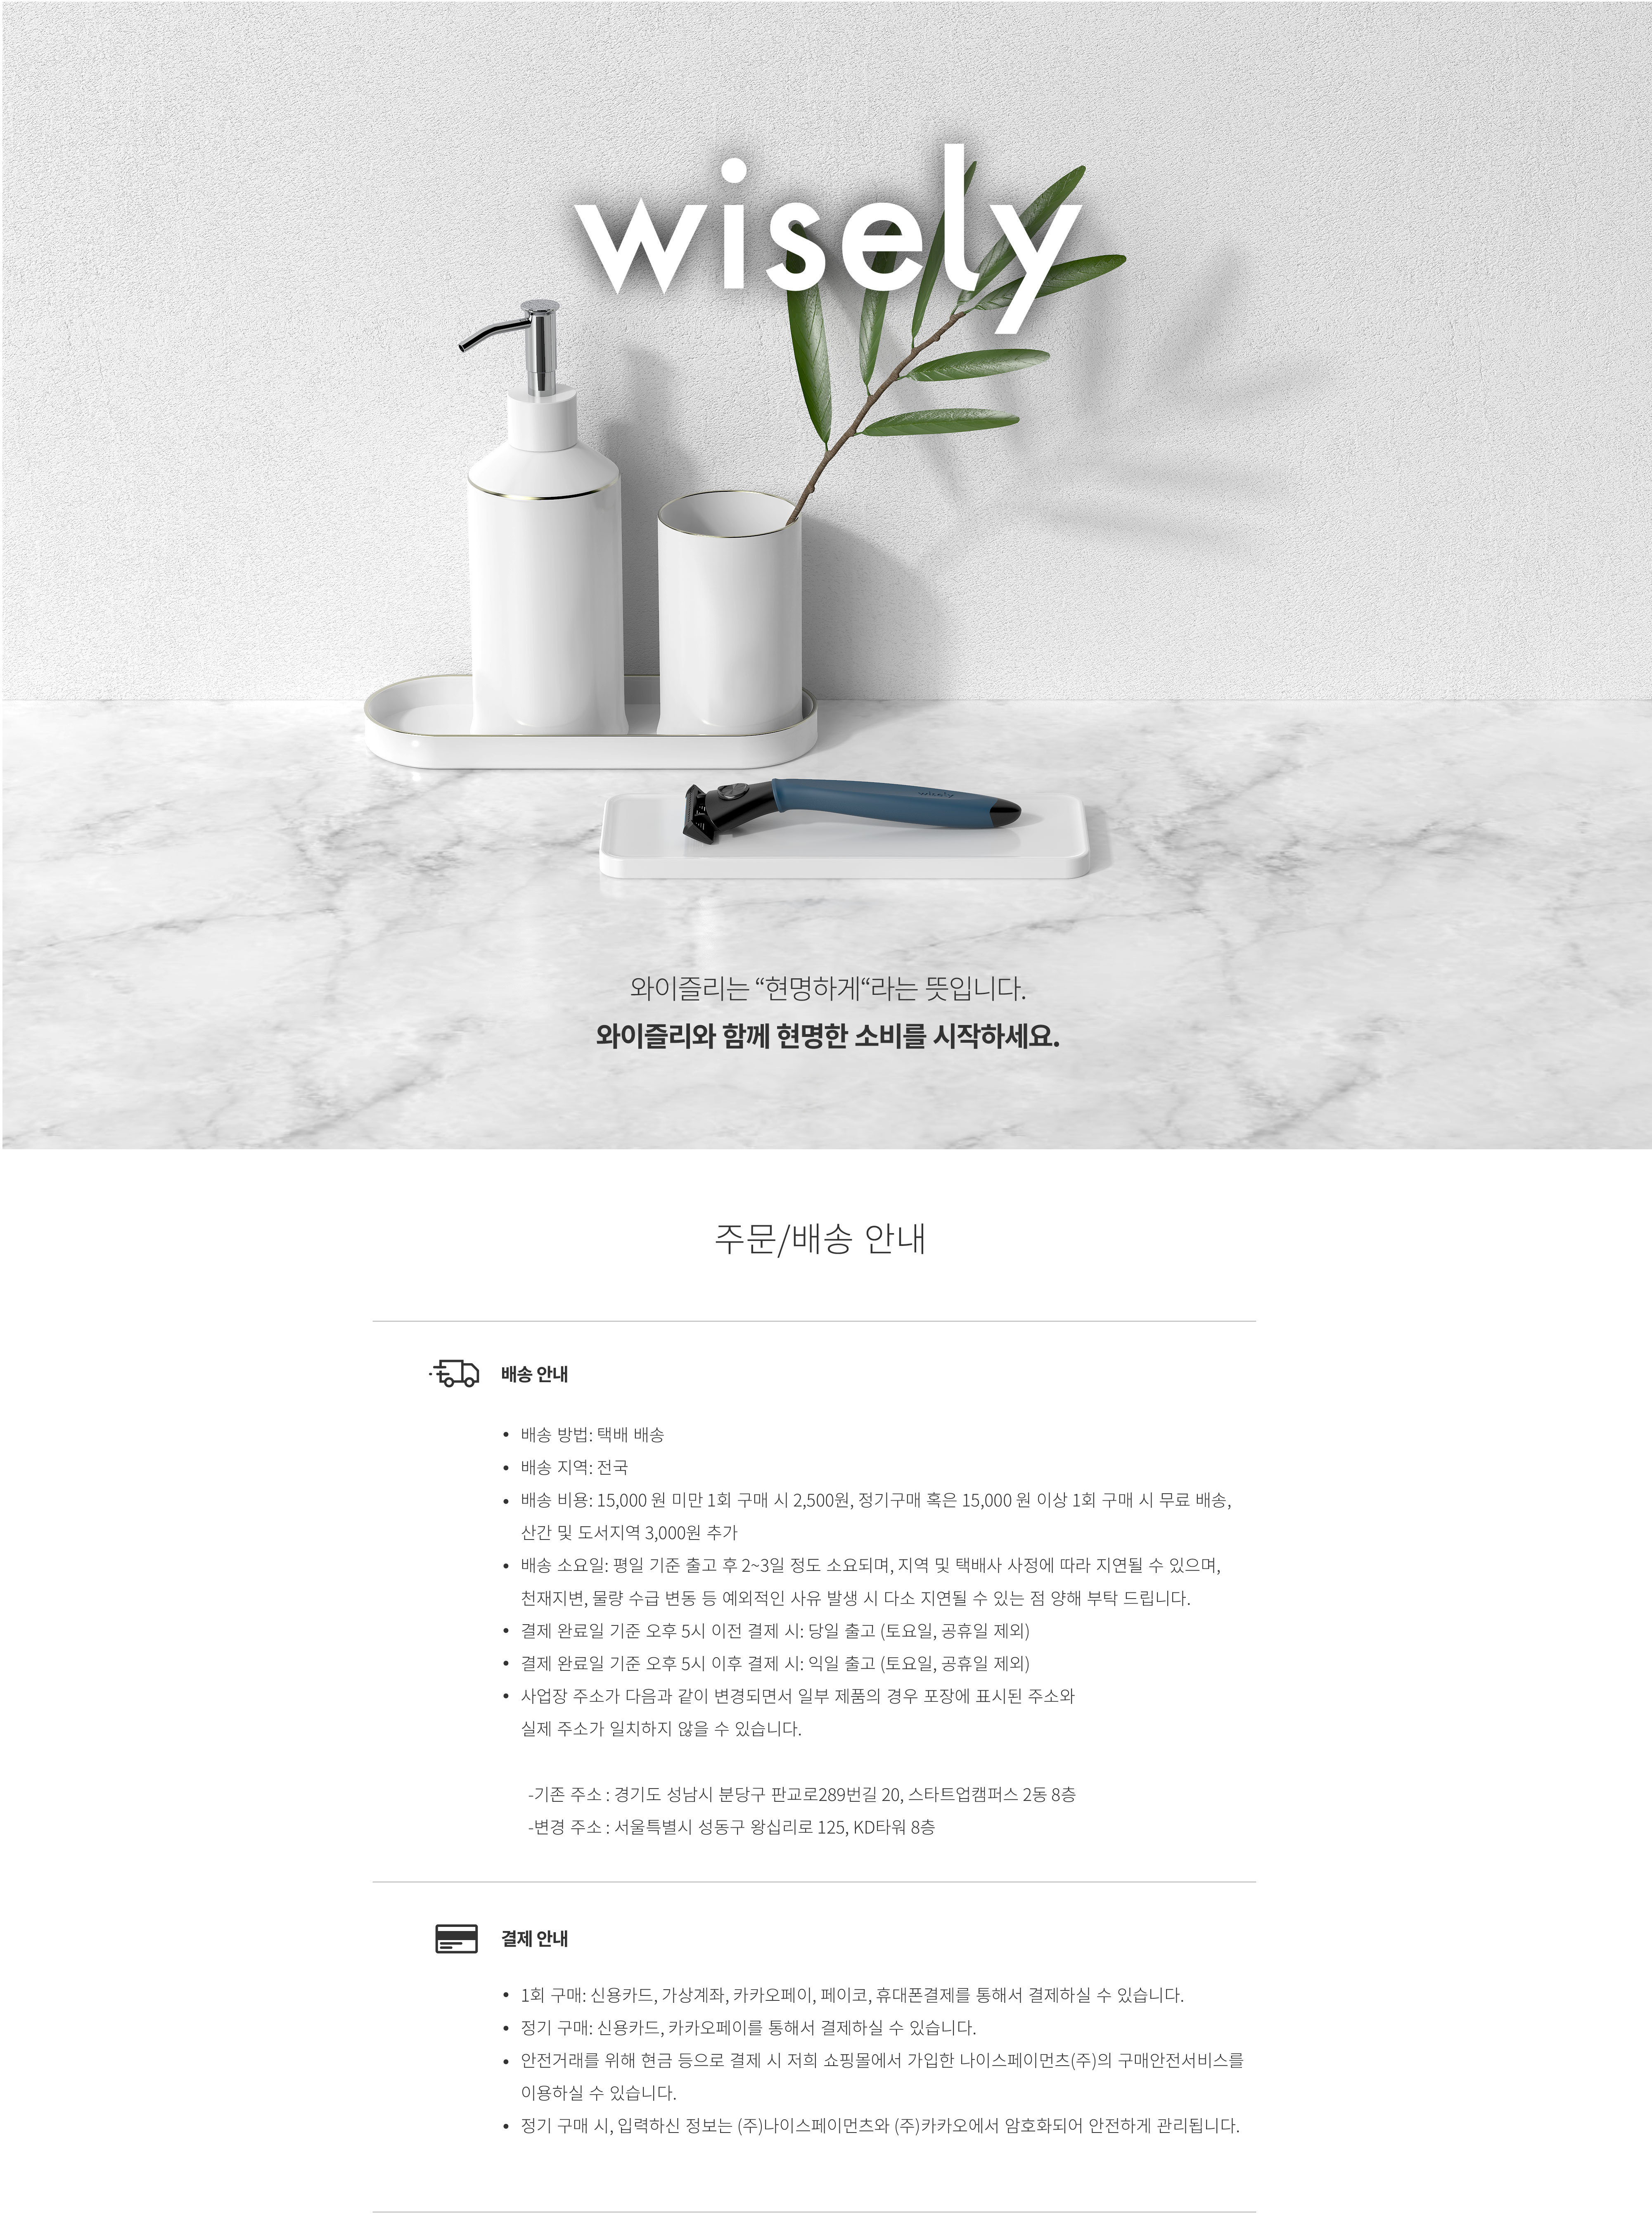 wisely
wisely
와이즐리는 “현명하게“라는 뜻입니다.
와이즐리와 함께 현명한 소비를 시작하세요.
주문/배송 안내
배송 안내
• 배송 방법: 택배 배송
• 배송 지역: 전국
• 배송 비용: 15,000 원 미만 1회 구매 시 2,500원, 정기구매 혹은 15,000 원 이상 1회 구매 시 무료 배송,
산간 및 도서지역 3,000원 추가
• 배송 소요일: 평일 기준 출고 후 2~3일 정도 소요되며, 지역 및 택배사 사정에 따라 지연될 수 있으며,
천재지변, 물량 수급 변동 등 예외적인 사유 발생 시 다소 지연될 수 있는 점 양해 부탁 드립니다.
• 결제 완료일 기준 오후 5시 이전 결제 시: 당일 출고 (토요일, 공휴일 제외)
• 결제 완료일 기준 오후 5시 이후 결제 시: 익일 출고 (토요일, 공휴일 제외)
• 사업장 주소가 다음과 같이 변경되면서 일부 제품의 경우 포장에 표시된 주소와
실제 주소가 일치하지 않을 수 있습니다.
-기존 주소 : 경기도 성남시 분당구 판교로289번길 20, 스타트업캠퍼스 2동 8층
-변경 주소 : 서울특별시 성동구 왕십리로 125, KD타워 8층
결제 안내
• 1회 구매: 신용카드, 가상계좌, 카카오페이, 페이코, 휴대폰결제를 통해서 결제하실 수 있습니다.
• 정기 구매: 신용카드, 카카오페이를 통해서 결제하실 수 있습니다.
• 안전거래를 위해 현금 등으로 결제 시 저희 쇼핑몰에서 가입한 나이스페이먼츠(주)의 구매안전서비스를
이용하실 수 있습니다.
• 정기 구매 시, 입력하신 정보는 (주)나이스페이먼츠와 (주)카카오에서 암호화되어 안전하게 관리됩니다.